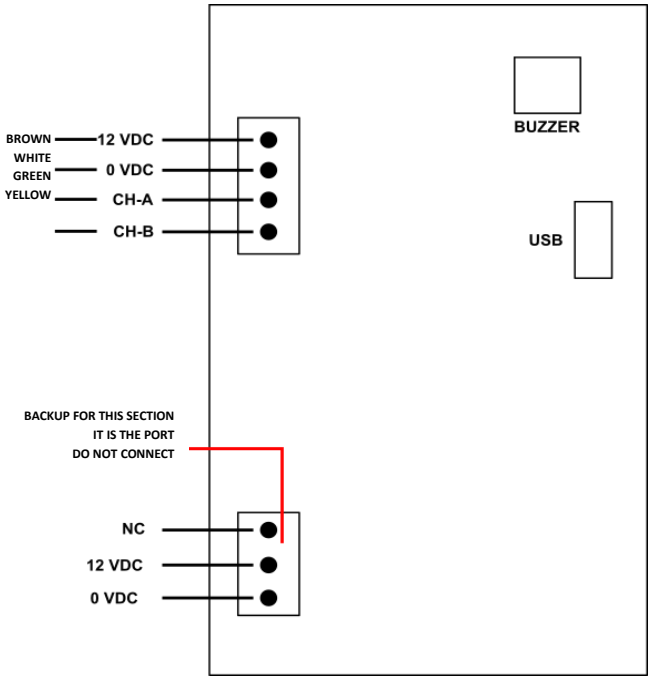 BUZZER
BROWN 12 VDC
WHITE
0 VDC
GREEN
YELLOW CH-A
CH-B
USB
BACKUP FOR THIS SECTION
IT IS THE PORT
DO NOT CONNECT
NC
12 VDC
0 VDC